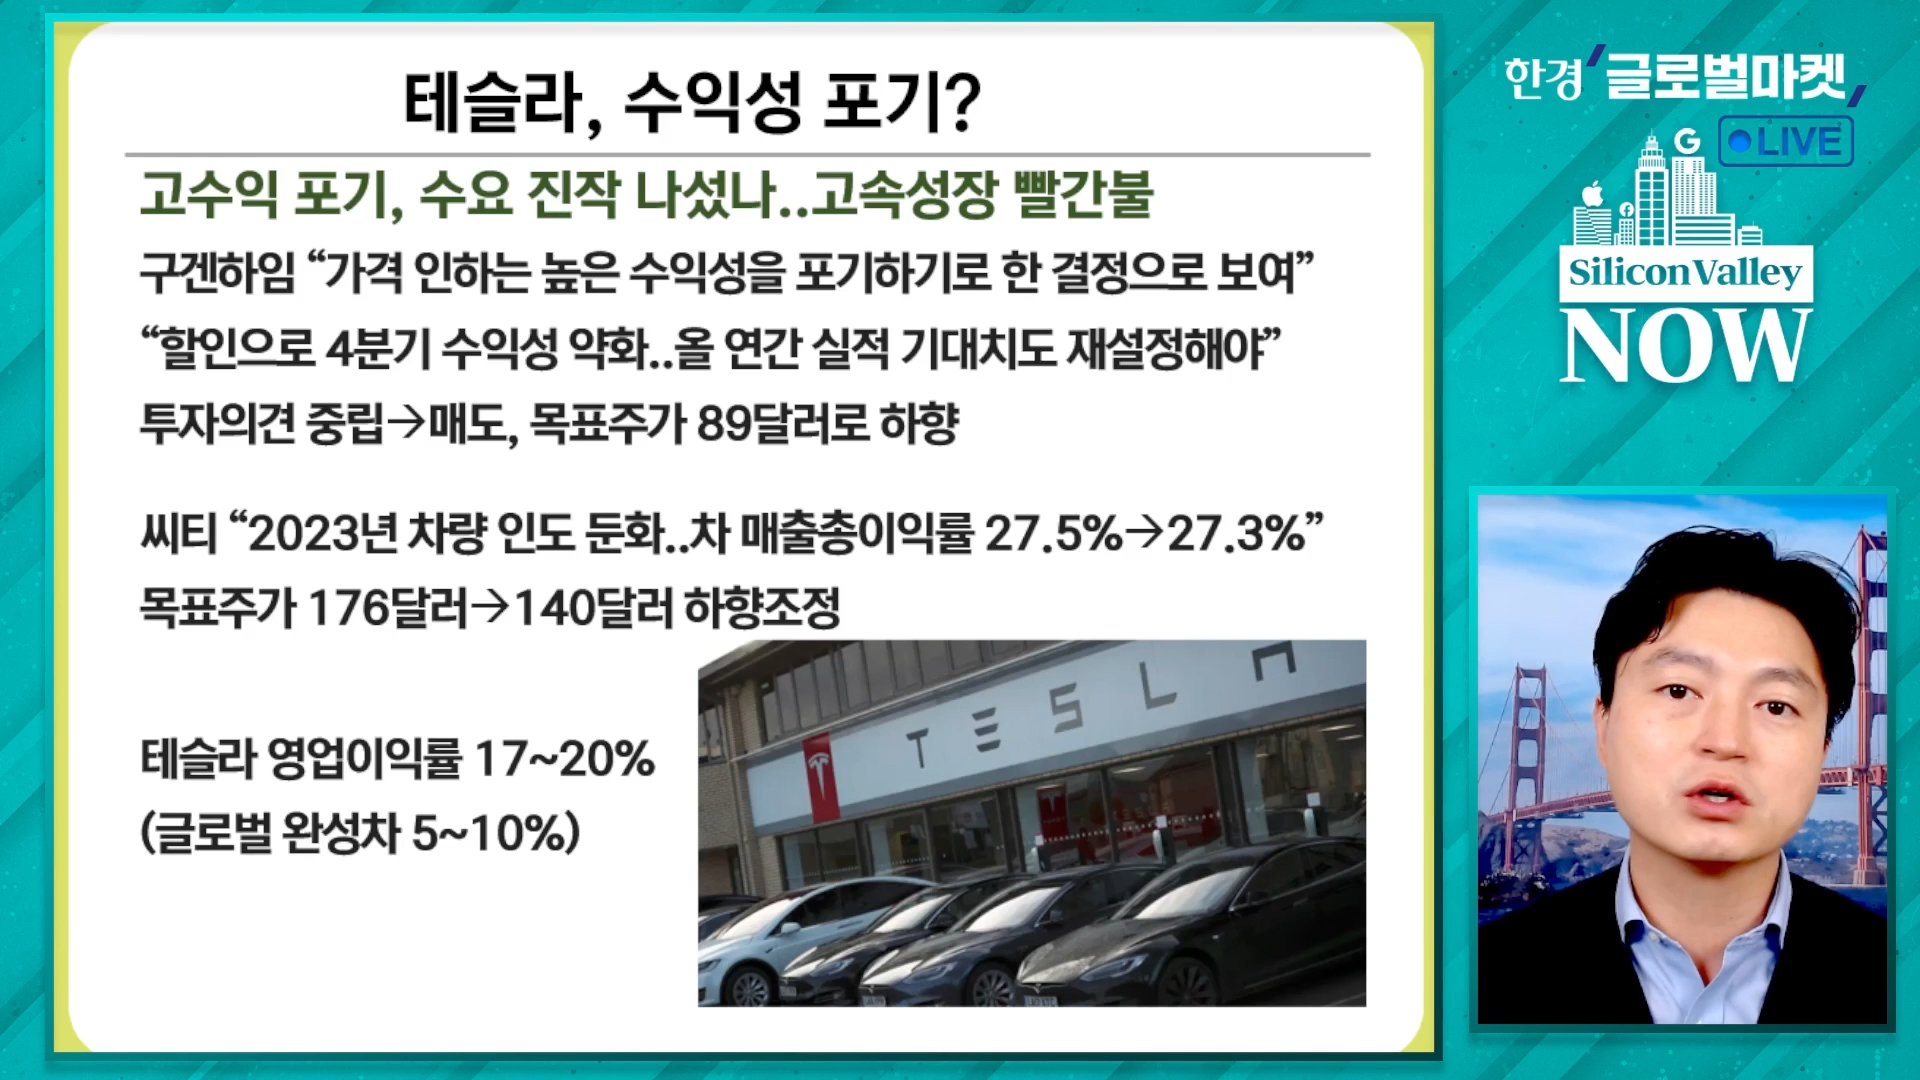 테슬라, 수익성 포기?
고수익 포기, 수요 진작 나섰나..고속성장 빨간불
구겐하임 “가격 인하는 높은 수익성을 포기하기로 한 결정으로 보여”
“할인으로 4분기 수익성 약화..올 연간 실적 기대치도 재설정해야”
투자의견 중립→매도, 목표주가 89달러로 하향
씨티 “2023년 차량 인도 둔화..차 매출총이익률 27.5%→27.3%”
목표주가 176달러→140달러 하향조정
테슬라 영업이익률 17~20%
(글로벌 완성차 5~10%)
TESLA
한경 글로벌마켓
LIVE
G
Silicon Valley
NOW